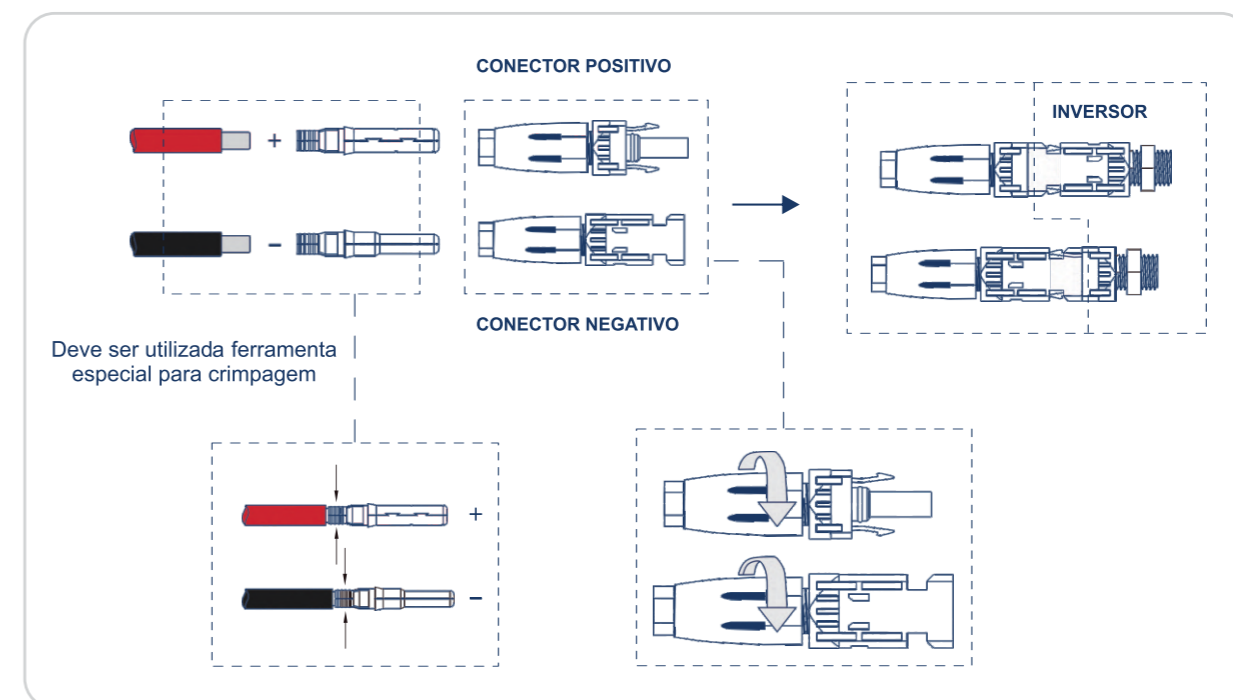 CONECTOR POSITIVO
INVERSOR
+
-
CONECTOR NEGATIVO
Deve ser utilizada ferramenta
especial para crimpagem
+
-